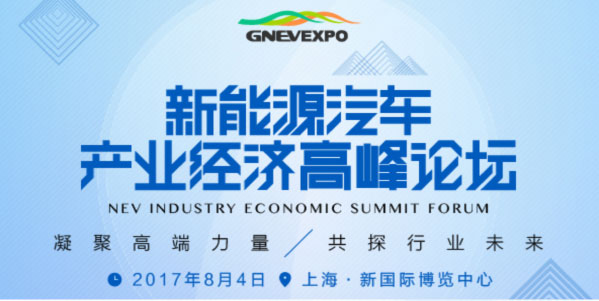 GNEVEXPO
新能源汽车
产业经济高峰论坛
NEV INDUSTRY ECONOMIC SUMMIT FORUM
凝聚高端力量／共探行业未来
2017年8月4日 上海·新国际博览中心